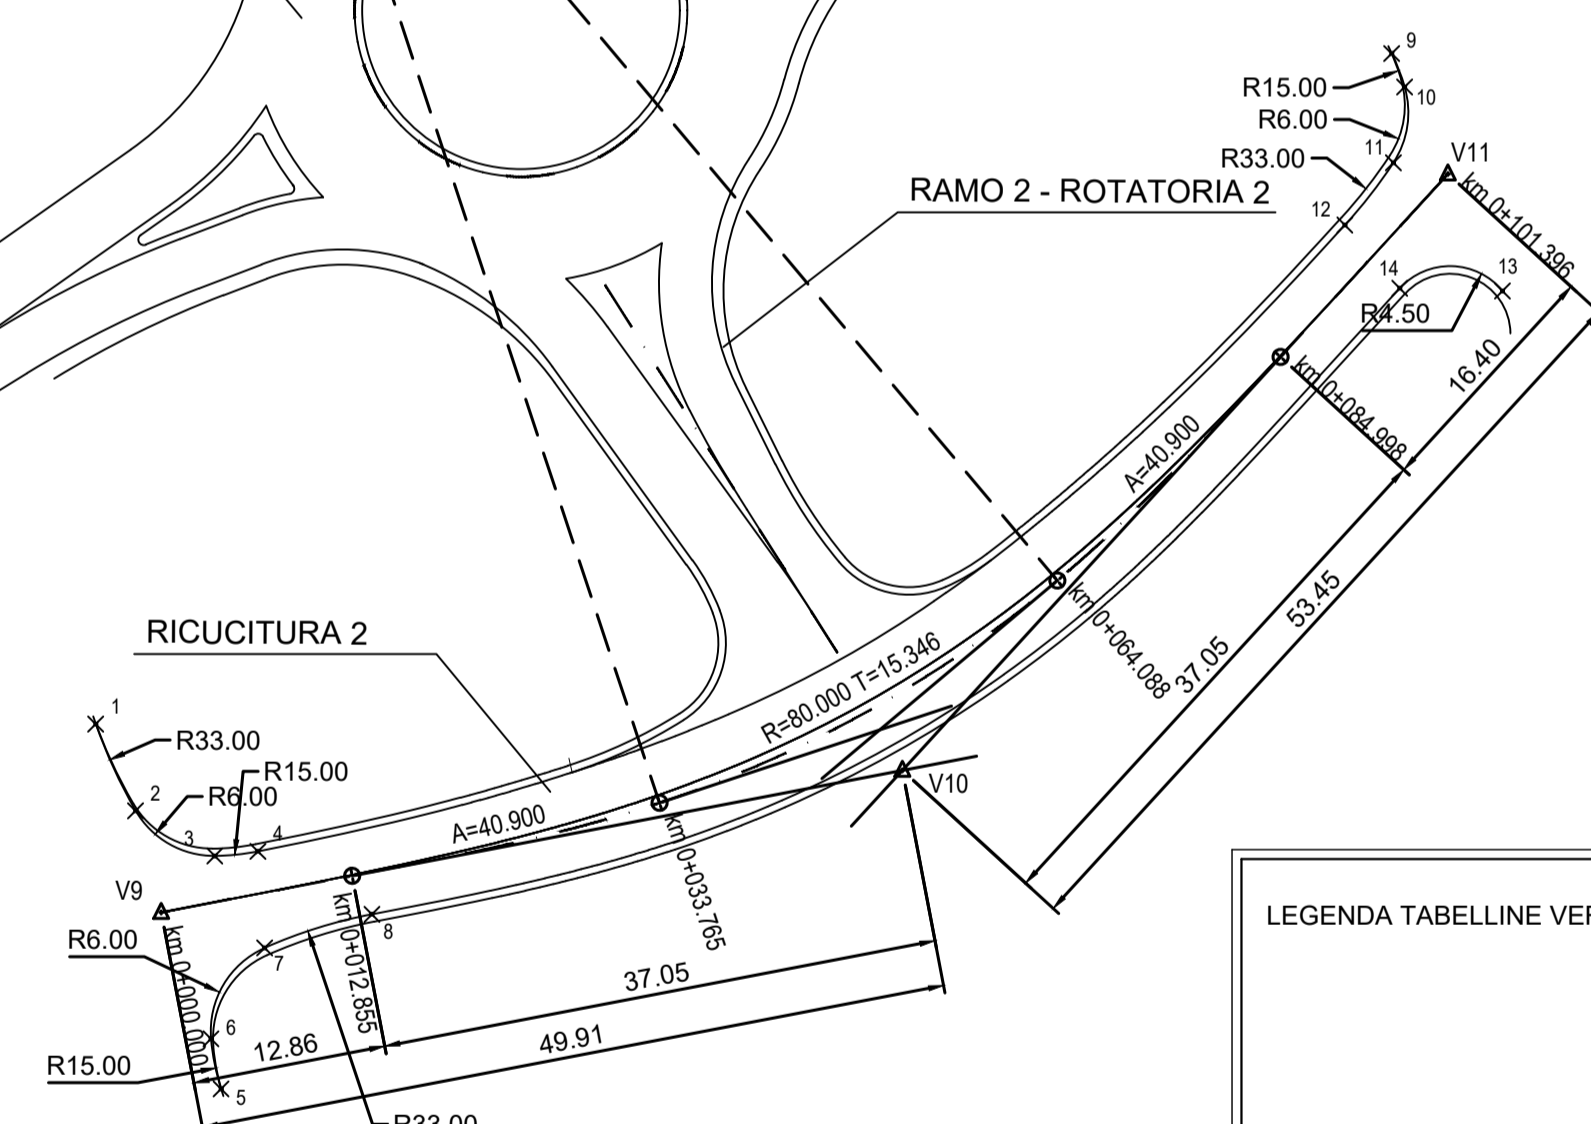 9
R15.00
10
R6.00
11
R33.00
V11
RAMO 2 - ROTATORIA 2
12
km 0+101.396
14
13
R4.50
16.40
km 0+084.998
A=40.900
53.45
37.05
km 0+064.088
RICUCITURA 2
R=80.000 T=15.346
1
R33.00
R15.00
2
R6.00
3
4
A=40.900
V10
V9
km 0+033.765
km 0+012.855
km 0+000.000
8
R6.00
7
37.05
6
12.86
49.91
R15.00
5
R33.00
LEGENDA TABELLINE VER